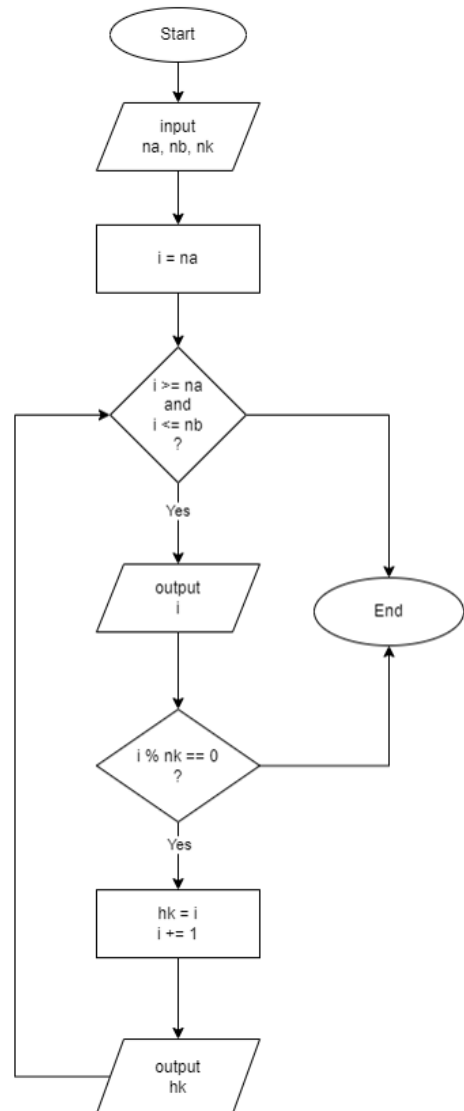 Start
input
na, nb, nk
i = na
i >= na
and
i <= nb
?
Yes
output
i
End
i % nk == 0
?
Yes
hk = i
i += 1
output
hk